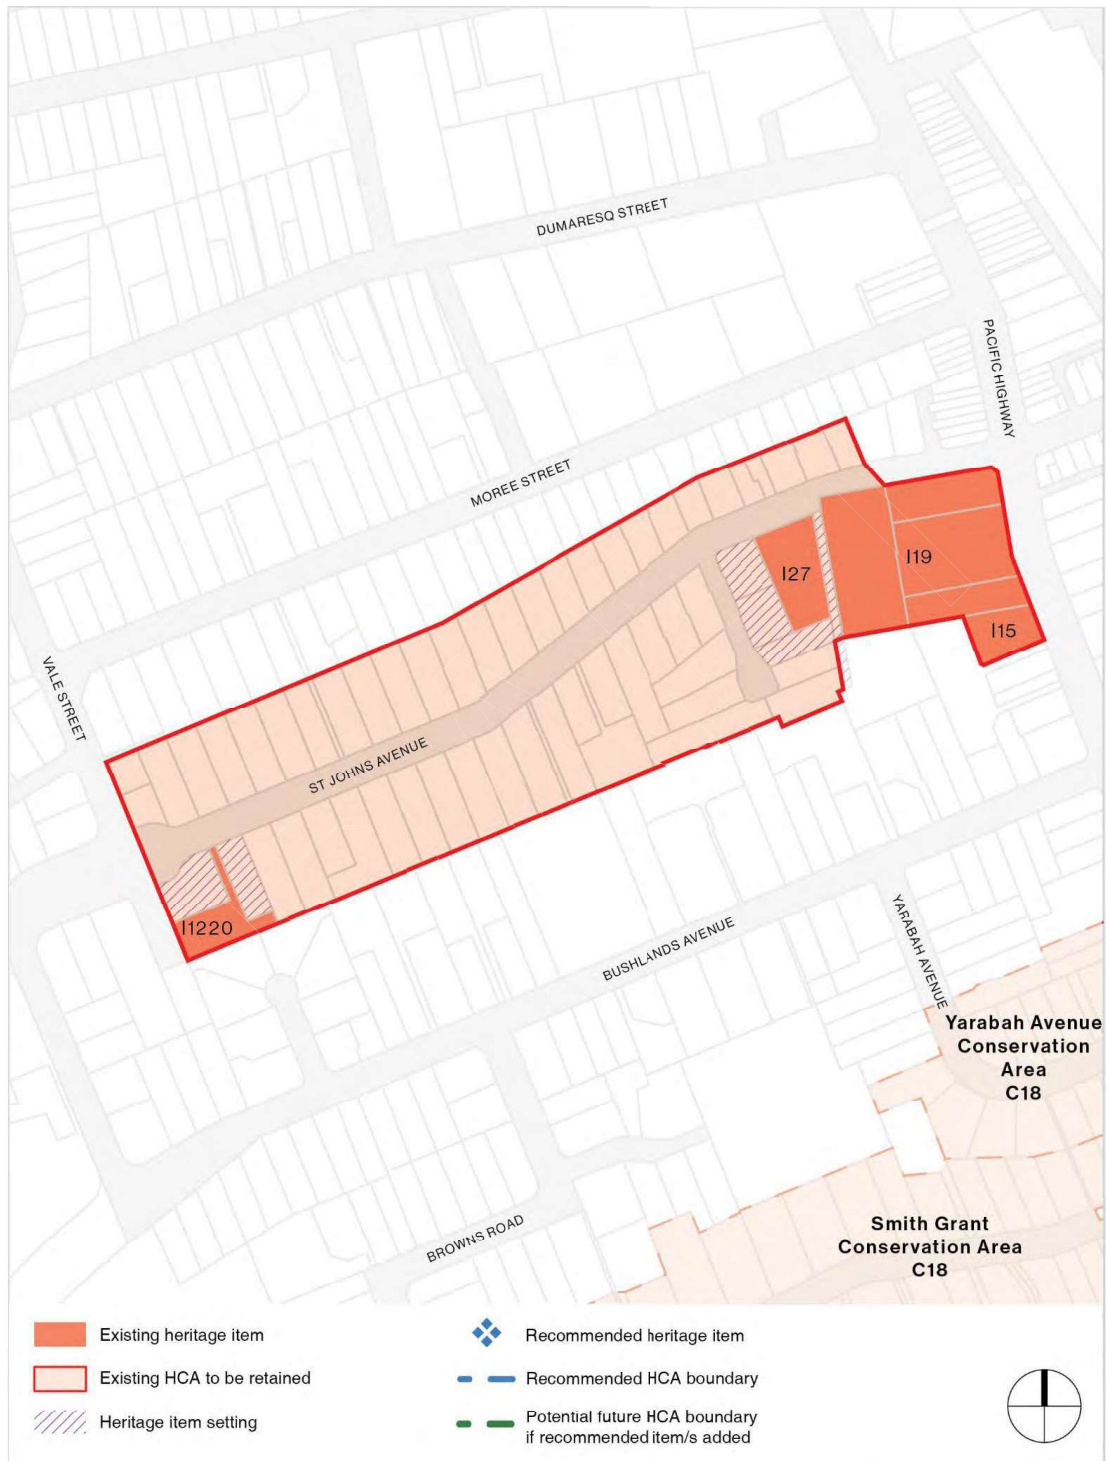 DUMARESQ STREET
PACIFIC HIGHWAY
MOREE STREET
I27
I19
I15
VALE STREET
ST JOHNS AVENUE
I1220
BUSHLANDS AVENUE
YARABAH AVENUE
Yarabah Avenue
Conservation
Area
C18
Smith Grant
Conservation Area
C18
BROWNS ROAD
Existing heritage item
Existing HCA to be retained
Heritage item setting
Recommended heritage item
Recommended HCA boundary
Potential future HCA boundary
if recommended item/s added